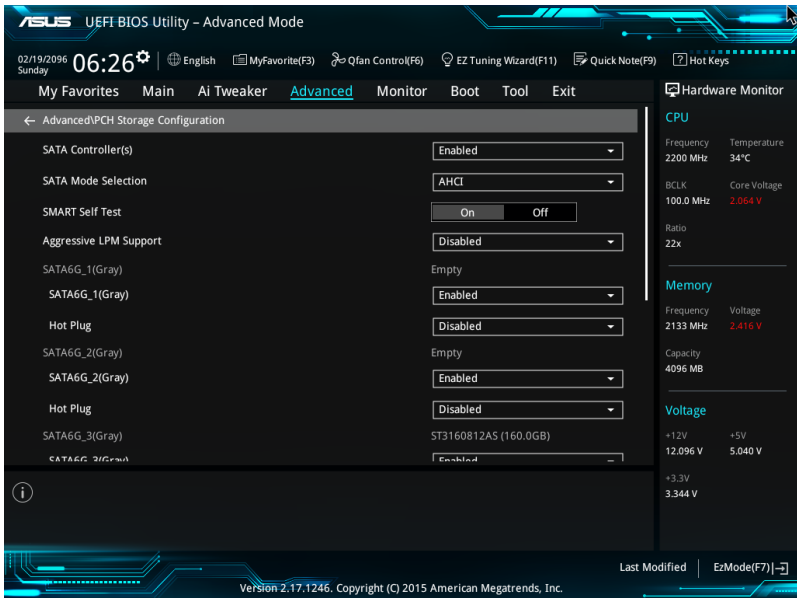 ASUS UEFI BIOS Utility – Advanced Mode
02/19/2096
Sunday
06:26
English
MyFavorite(F3)
Qfan Control(F6)
EZ Tuning Wizard(F11)
Quick Note(F9)
? Hot Keys
My Favorites Main Ai Tweaker Advanced Monitor Boot Tool Exit
← Advanced\PCH Storage Configuration
SATA Controller(s) Enabled
SATA Mode Selection AHCI
SMART Self Test On Off
Aggressive LPM Support Disabled
SATA6G_1(Gray) Empty
SATA6G_1(Gray) Enabled
Hot Plug Disabled
SATA6G_2(Gray) Empty
SATA6G_2(Gray) Enabled
Hot Plug Disabled
SATA6G_3(Gray) ST3160812AS (160.0GB)
SATA6G_3(Gray) Enabled
Hardware Monitor
CPU
Frequency Temperature
2200 MHz 34°C
BCLK Core Voltage
100.0 MHz 2.064 V
Ratio
22x
Memory
Frequency Voltage
2133 MHz 2.416 V
Capacity
4096 MB
Voltage
+12V +5V
12.096 V 5.040 V
+3.3V
3.344 V
Last Modified
EzMode(F7)
Version 2.17.1246. Copyright (C) 2015 American Megatrends, Inc.